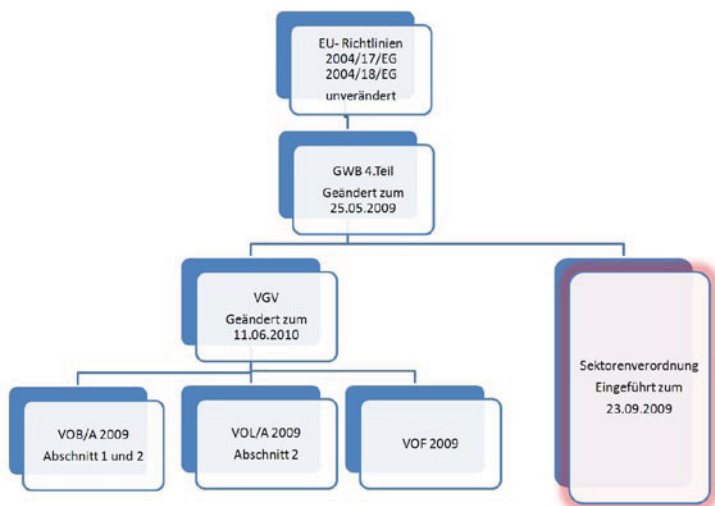 EU- Richtlinien
2004/17/EG
2004/18/EG
unverändert
GWB 4.Teil
Geändert zum
25.05.2009
VGV
Geändert zum
11.06.2010
Sektorenverordnung
Eingeführt zum
23.09.2009
VOB/A 2009
Abschnitt 1 und 2
VOL/A 2009
Abschnitt 2
VOF 2009